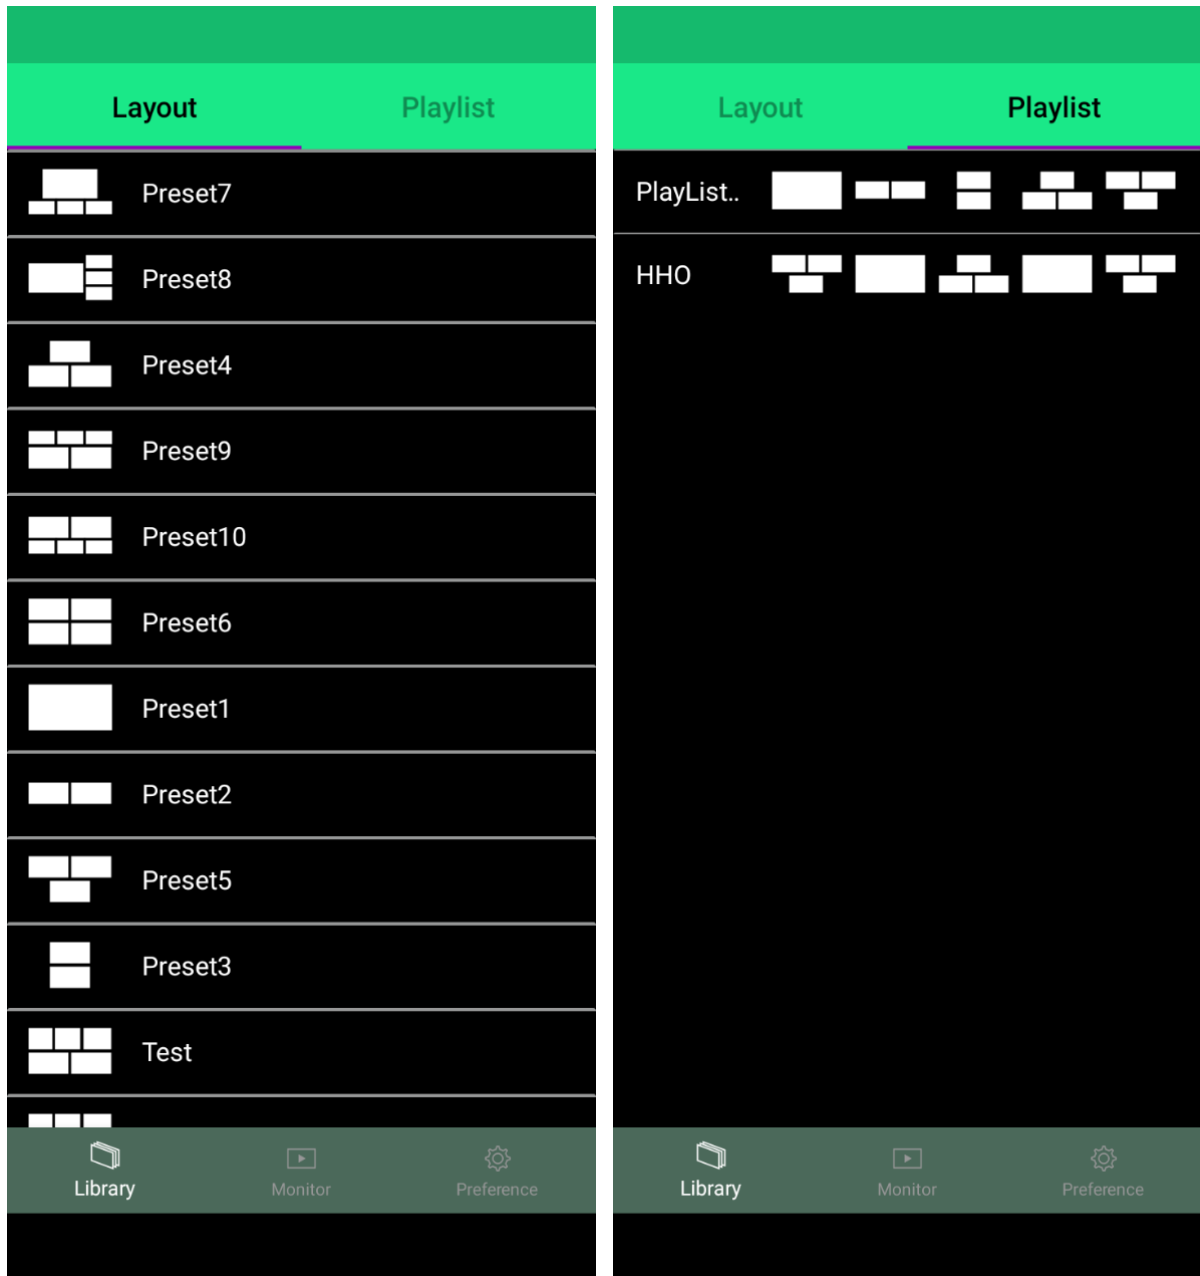 Layout Playlist
Preset7
Preset8
Preset4
Preset9
Preset10
Preset6
Preset1
Preset2
Preset5
Preset3
Test
Library Monitor Preference
Layout Playlist
PlayList..
HHO
Library Monitor Preference